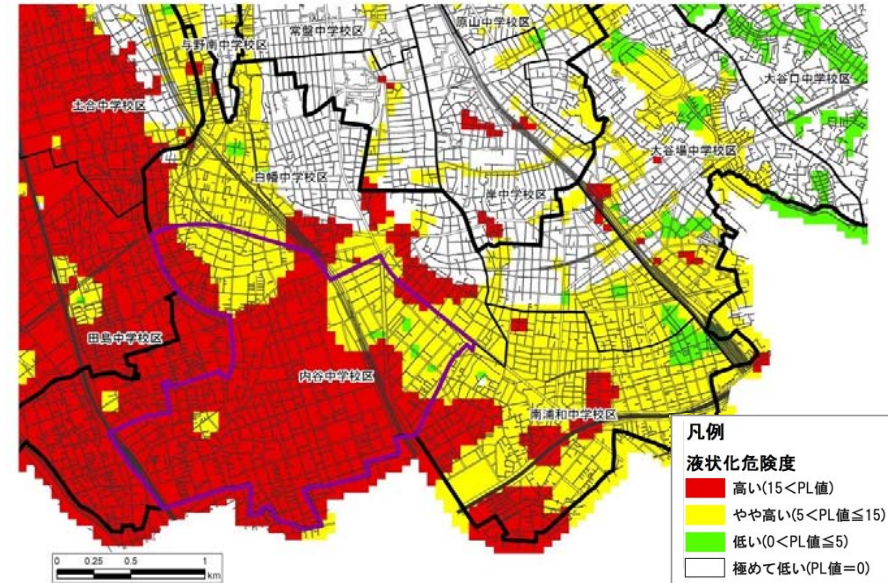 原山中学校区
常盤中学校区
与野南中学校区
大谷口中学校区
土合中学校区
大谷場中学校区
白幡中学校区
岸中学校区
田島中学校区
内谷中学校区
南浦和中学校区
凡例
液状化危険度
高い(15<PL値)
やや高い(5<PL値≦15)
低い(0<PL値≦5)
極めて低い(PL値=0)
0 0.25 0.5 1
km